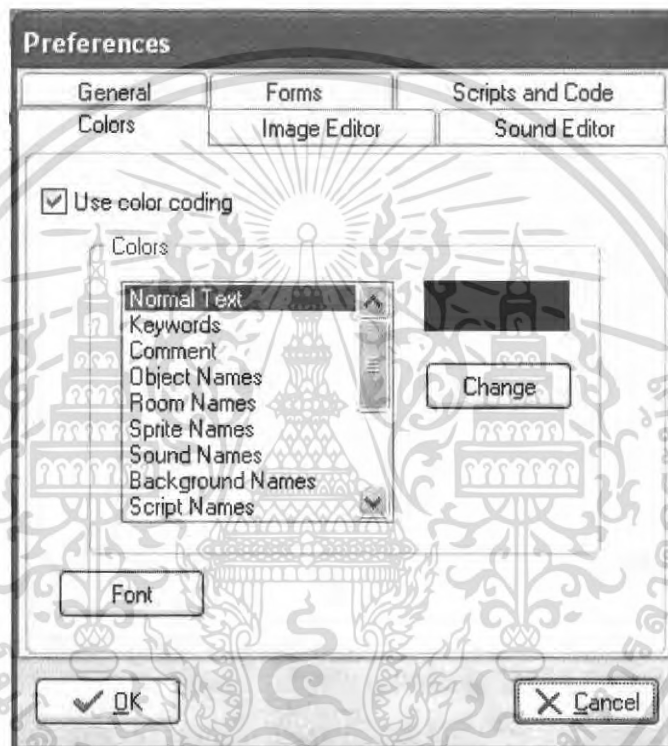 Preferences
General Forms Scripts and Code
Colors Image Editor Sound Editor
Use color coding
Colors
Normal Text
Keywords
Comment
Object Names
Room Names
Sprite Names
Sound Names
Background Names
Script Names
Change
Font
OK Cancel